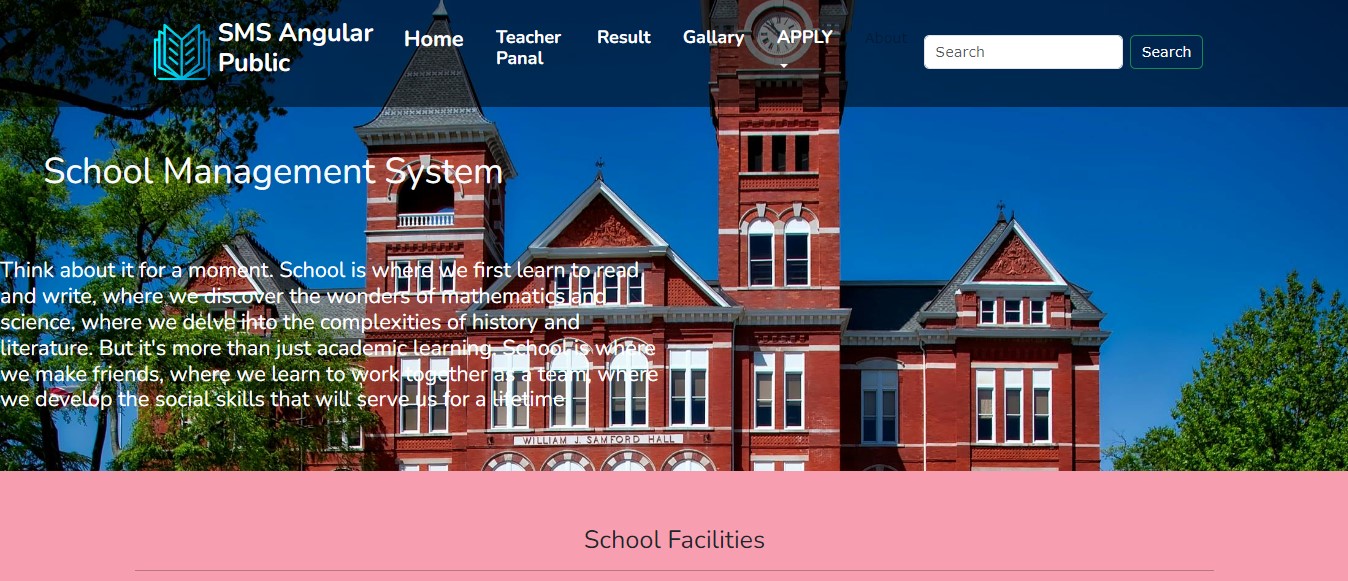 SMS Angular
Public
Home
Teacher
Panal
Result
Gallary
APPLY
About
Search
Search
School Management System
Think about it for a moment. School is where we first learn to read
and write, where we discover the wonders of mathematics and
science, where we delve into the complexities of history and
literature. But it's more than just academic learning. School is where
we make friends, where we learn to work together as a team, where
we develop the social skills that will serve us for a lifetime
WILLIAM J. SAMFORD HALL
School Facilities